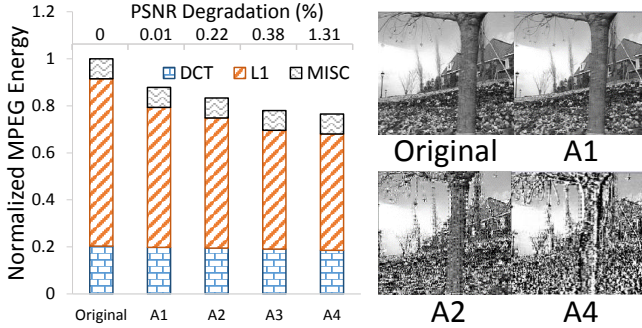 PSNR Degradation (%)
0 0.01 0.22 0.38 1.31
Normalized MPEG Energy
1.2
1
0.8
0.6
0.4
0.2
0
DCT L1 MISC
Original A1 A2 A3 A4
Original A1
A2 A4